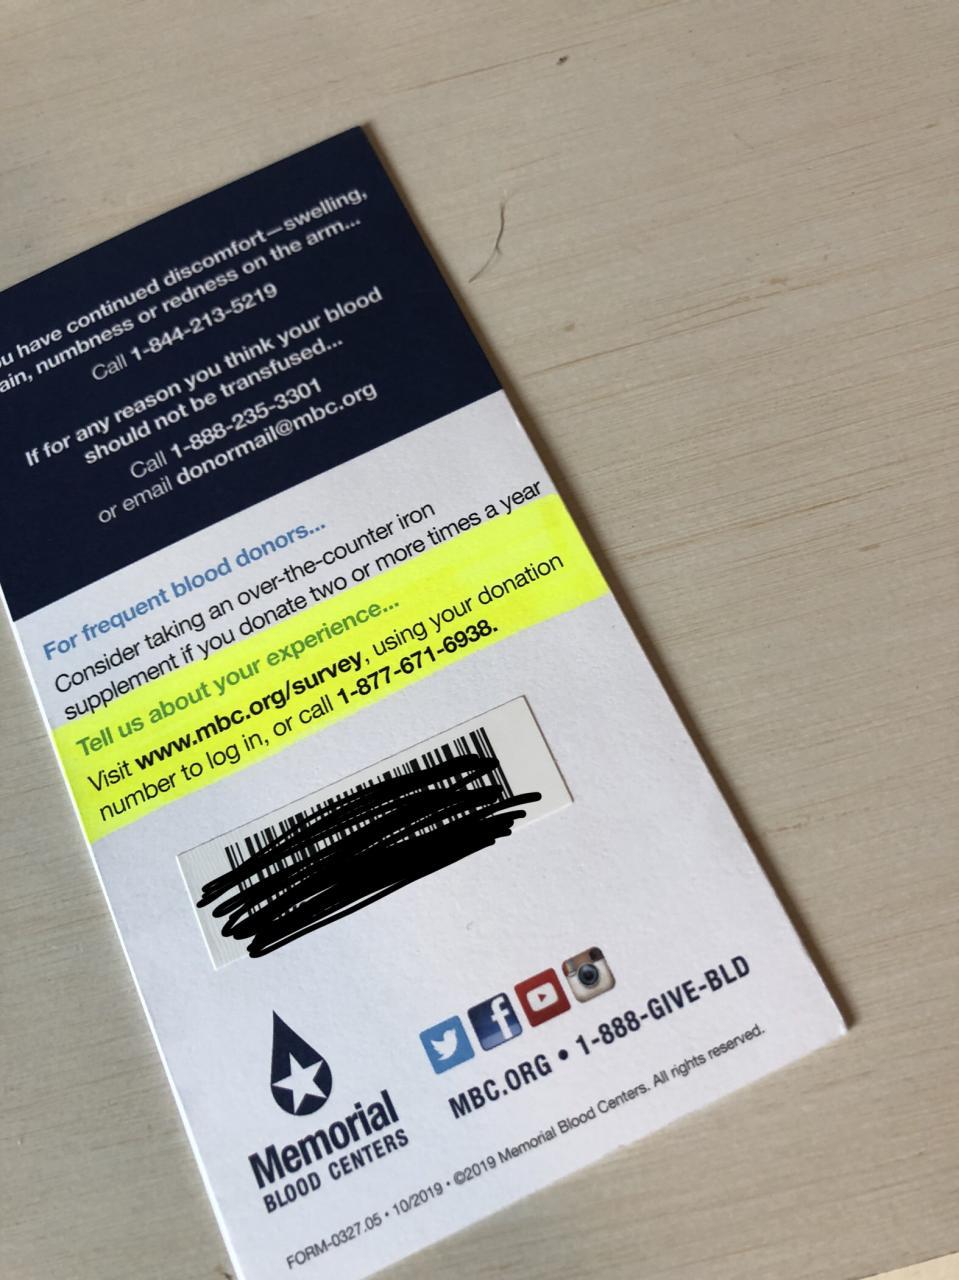 have continued discomfort—swelling,
numbness or redness on the arm...
Call 1-844-213-5219
If for any reason you think your blood
should not be transfused...
Call 1-888-235-3301
or email donormail@mbc.org
For frequent blood donors...
Consider taking an over-the-counter iron
supplement if you donate two or more times a year
Tell us about your experience...
Visit www.mbc.org/survey, using your donation
number to log in, or call 1-877-671-6938.
Memorial
BLOOD CENTERS
MBC.ORG • 1-888-GIVE-BLD
FORM-0327.05 • 10/2019 • ©2019 Memorial Blood Centers. All rights reserved.